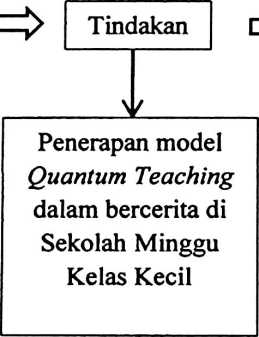 Tindakan
Penerapan model
Quantum Teaching
dalam bercerita di
Sekolah Minggu
Kelas Kecil